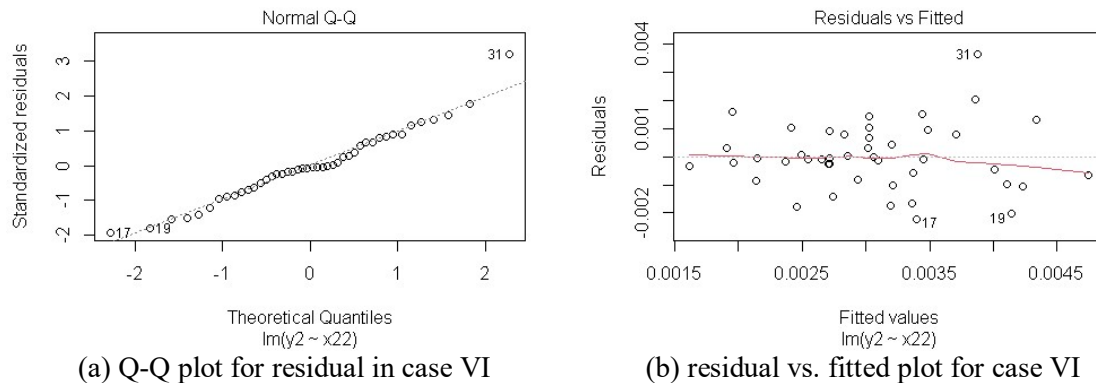 Normal Q-Q
Standardized residuals
3
2
1
0
-1
-2
31
17
19
-2
-1
0
1
2
Theoretical Quantiles
lm(y2 ~ x22)
(a) Q-Q plot for residual in case VI
Residuals vs Fitted
Residuals
0.004
0.001
-0.002
31
17
19
0.0015
0.0025
0.0035
0.0045
Fitted values
lm(y2 ~ x22)
(b) residual vs. fitted plot for case VI